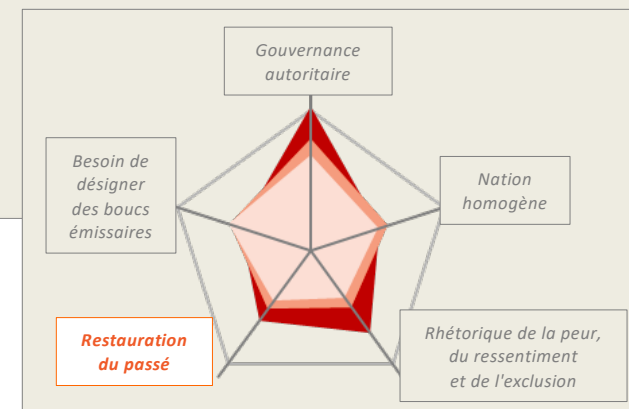 Gouvernance
autoritaire
Besoin de
désigner
des boucs
émissaires
Nation
homogène
Restauration
du passé
Rhétorique de la peur,
du ressentiment
et de l'exclusion